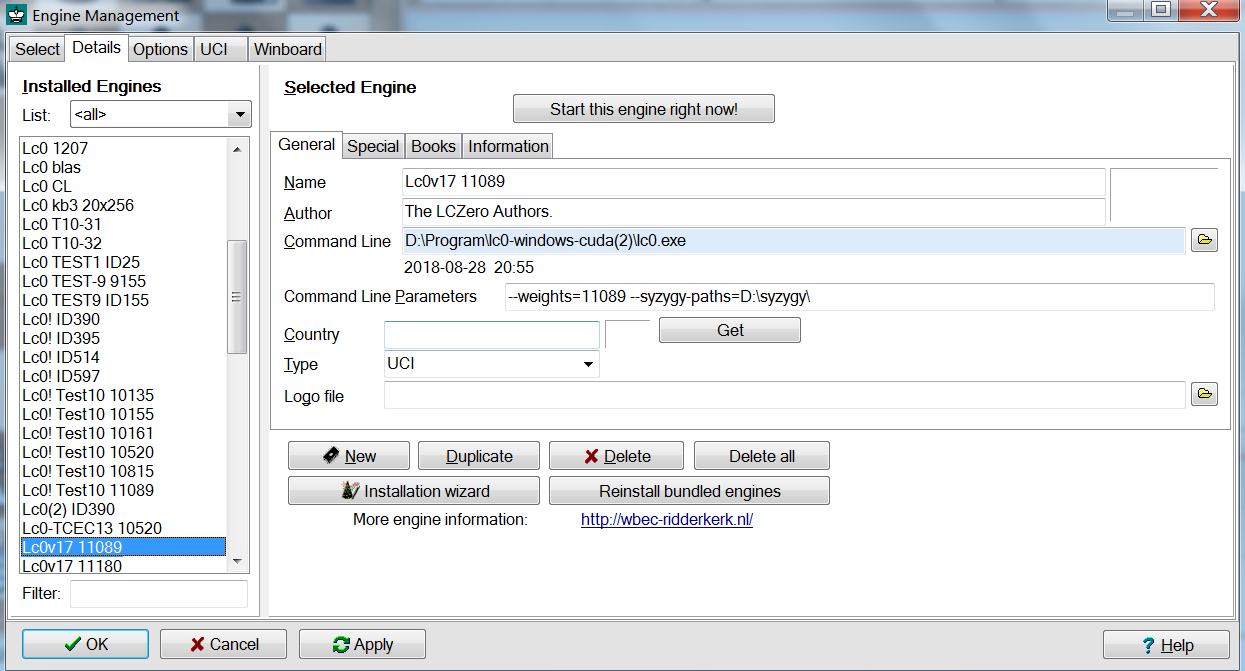 Engine Management
Select Details Options UCI Winboard
Installed Engines
List: <all>
Lc0 1207
Lc0 blas
Lc0 CL
Lc0 kb3 20x256
Lc0 T10-31
Lc0 T10-32
Lc0 TEST1 ID25
Lc0 TEST-9 9155
Lc0 TEST9 ID155
Lc0! ID390
Lc0! ID395
Lc0! ID514
Lc0! ID597
Lc0! Test10 10135
Lc0! Test10 10155
Lc0! Test10 10161
Lc0! Test10 10520
Lc0! Test10 10815
Lc0! Test10 11089
Lc0(2) ID390
Lc0-TCEC13 10520
Lc0v17 11089
Lc0v17 11180
Filter:
Selected Engine
Start this engine right now!
General Special Books Information
Name Lc0v17 11089
Author The LCZero Authors.
Command Line D:\Program\lc0-windows-cuda(2)\lc0.exe
2018-08-28 20:55
Command Line Parameters --weights=11089 --syzygy-paths=D:\syzygy\
Country Get
Type UCI
Logo file
New Duplicate Delete Delete all
Installation wizard Reinstall bundled engines
More engine information: http://wbec-ridderkerk.nl/
OK Cancel Apply Help